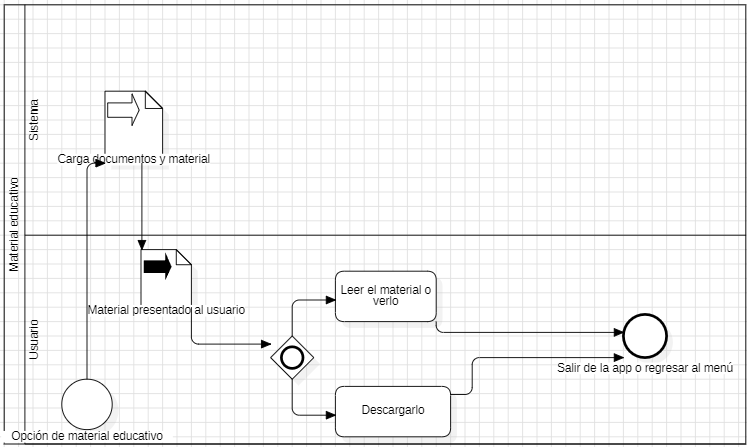 Material educativo
Sistema
Carga documentos y material
Usuario
Material presentado al usuario
Leer el material o
verlo
Salir de la app o regresar al menú
Descargarlo
Opción de material educativo